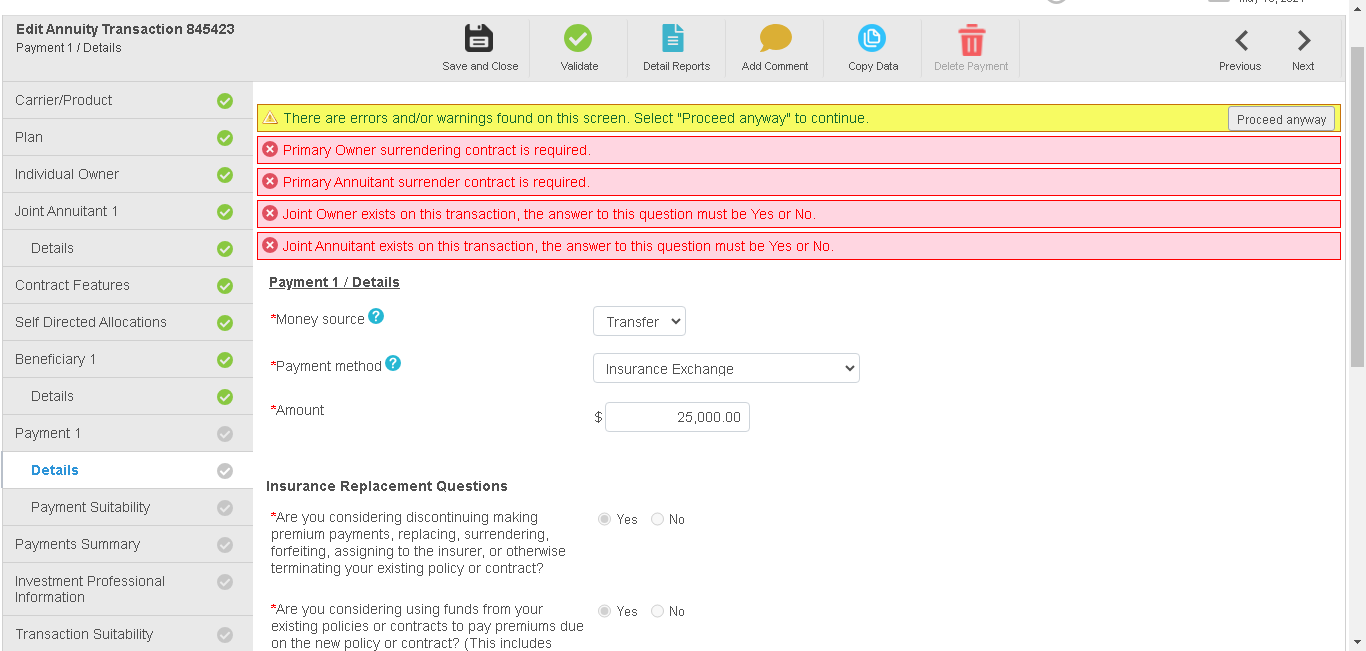 Edit Annuity Transaction 845423
Payment 1 / Details
Save and Close
Validate
Detail Reports
Add Comment
Copy Data
Delete Payment
Previous
Next
Carrier/Product
Plan
Individual Owner
Joint Annuitant 1
Details
Contract Features
Self Directed Allocations
Beneficiary 1
Details
Payment 1
Details
Payment Suitability
Payments Summary
Investment Professional
Information
Transaction Suitability
There are errors and/or warnings found on this screen. Select "Proceed anyway" to continue.
Proceed anyway
Primary Owner surrendering contract is required.
Primary Annuitant surrender contract is required.
Joint Owner exists on this transaction, the answer to this question must be Yes or No.
Joint Annuitant exists on this transaction, the answer to this question must be Yes or No.
Payment 1 / Details
*Money source ?
Transfer
*Payment method ?
Insurance Exchange
*Amount
$ 25,000.00
Insurance Replacement Questions
*Are you considering discontinuing making
premium payments, replacing, surrendering,
forfeiting, assigning to the insurer, or otherwise
terminating your existing policy or contract?
Yes No
*Are you considering using funds from your
existing policies or contracts to pay premiums due
on the new policy or contract? (This includes
Yes No